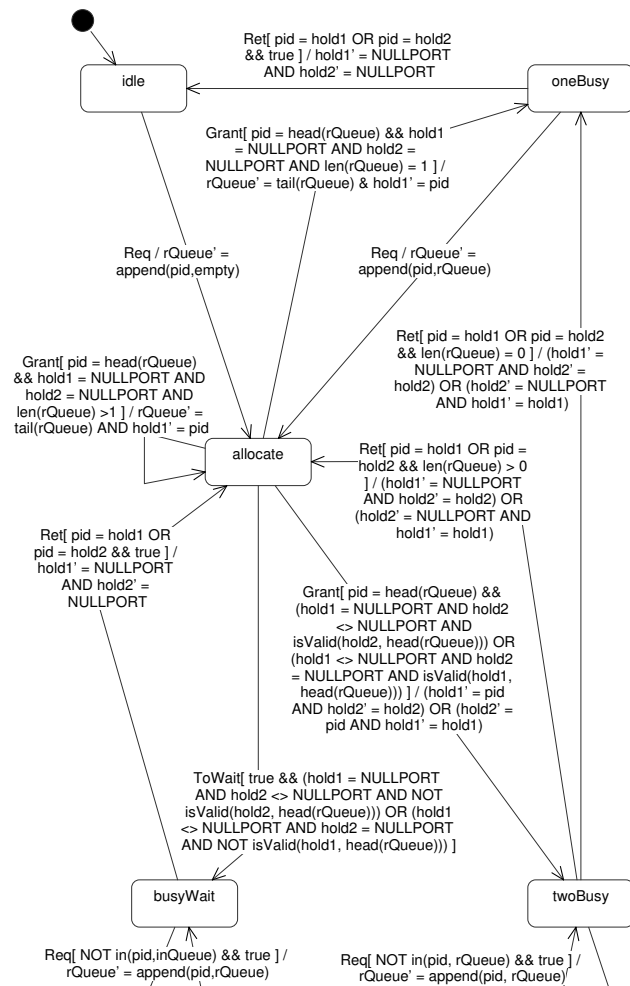 Ret[ pid = hold1 OR pid = hold2
&& true ] / hold1' = NULLPORT
AND hold2' = NULLPORT
idle
oneBusy
Grant[ pid = head(rQueue) && hold1
= NULLPORT AND hold2 =
NULLPORT AND len(rQueue) = 1 ] /
rQueue' = tail(rQueue) & hold1' = pid
Req / rQueue' =
append(pid,empty)
Req / rQueue' =
append(pid,rQueue)
Ret[ pid = hold1 OR pid = hold2
&& len(rQueue) = 0 ] / (hold1' =
NULLPORT AND hold2' =
hold2) OR (hold2' = NULLPORT
AND hold1' = hold1)
Grant[ pid = head(rQueue)
&& hold1 = NULLPORT AND
hold2 = NULLPORT AND
len(rQueue) >1 ] / rQueue' =
tail(rQueue) AND hold1' = pid
allocate
Ret[ pid = hold1 OR pid =
hold2 && len(rQueue) > 0
] / (hold1' = NULLPORT
AND hold2' = hold2) OR
(hold2' = NULLPORT AND
hold1' = hold1)
Ret[ pid = hold1 OR
pid = hold2 && true ] /
hold1' = NULLPORT
AND hold2' =
NULLPORT
Grant[ pid = head(rQueue) &&
(hold1 = NULLPORT AND hold2
<> NULLPORT AND
isValid(hold2, head(rQueue))) OR
(hold1 <> NULLPORT AND hold2
= NULLPORT AND isValid(hold1,
head(rQueue))) ] / (hold1' = pid
AND hold2' = hold2) OR (hold2' =
pid AND hold1' = hold1)
ToWait[ true && (hold1 = NULLPORT
AND hold2 <> NULLPORT AND NOT
isValid(hold2, head(rQueue))) OR (hold1
<> NULLPORT AND hold2 = NULLPORT
AND NOT isValid(hold1, head(rQueue))) ]
busyWait
twoBusy
Req[ NOT in(pid,inQueue) && true ] /
rQueue' = append(pid,rQueue)
Req[ NOT in(pid, rQueue) && true ] /
rQueue' = append(pid, rQueue)